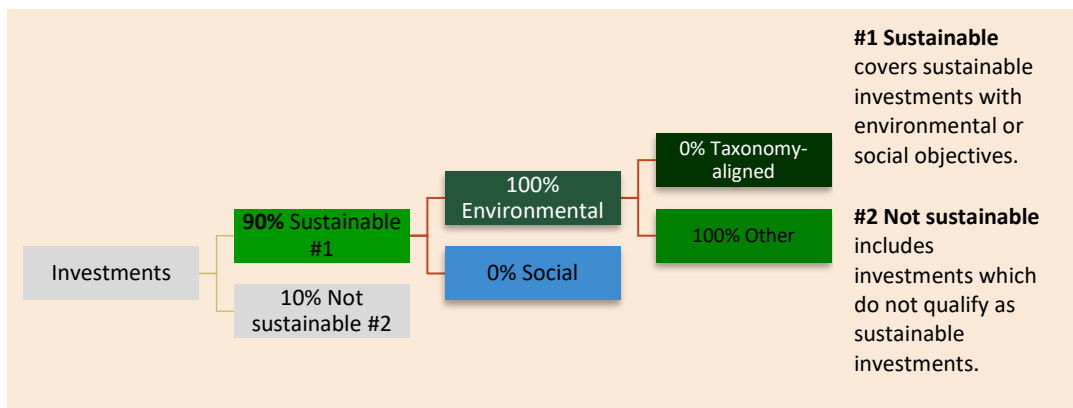 Investments
90% Sustainable
#1
10% Not
sustainable #2
100%
Environmental
0% Social
0% Taxonomy-
aligned
100% Other
#1 Sustainable
covers sustainable
investments with
environmental or
social objectives.
#2 Not sustainable
includes
investments which
do not qualify as
sustainable
investments.